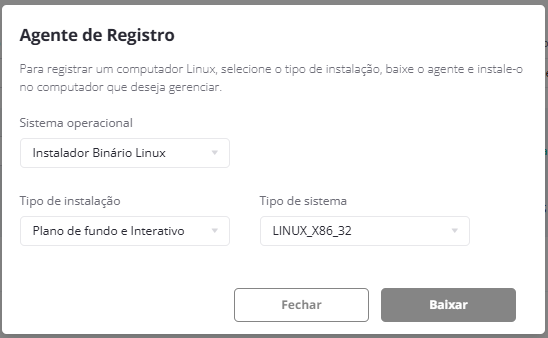 Agente de Registro
Para registrar um computador Linux, selecione o tipo de instalação, baixe o agente e instale-o
no computador que deseja gerenciar.
Sistema operacional
Instalador Binário Linux
Tipo de instalação
Tipo de sistema
Plano de fundo e Interativo
LINUX_X86_32
Fechar
Baixar